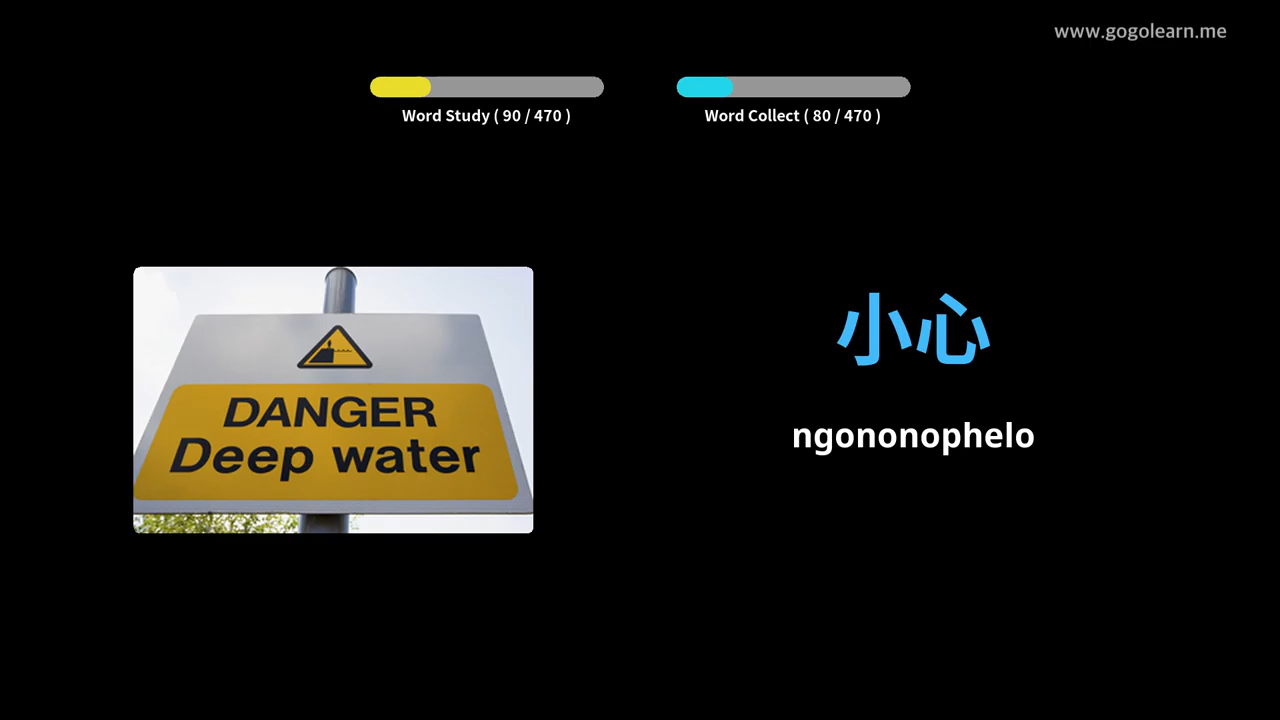 www.gogolearn.me
Word Study ( 90 / 470 )
Word Collect ( 80 / 470 )
DANGER
Deep water
小心
ngononophelo